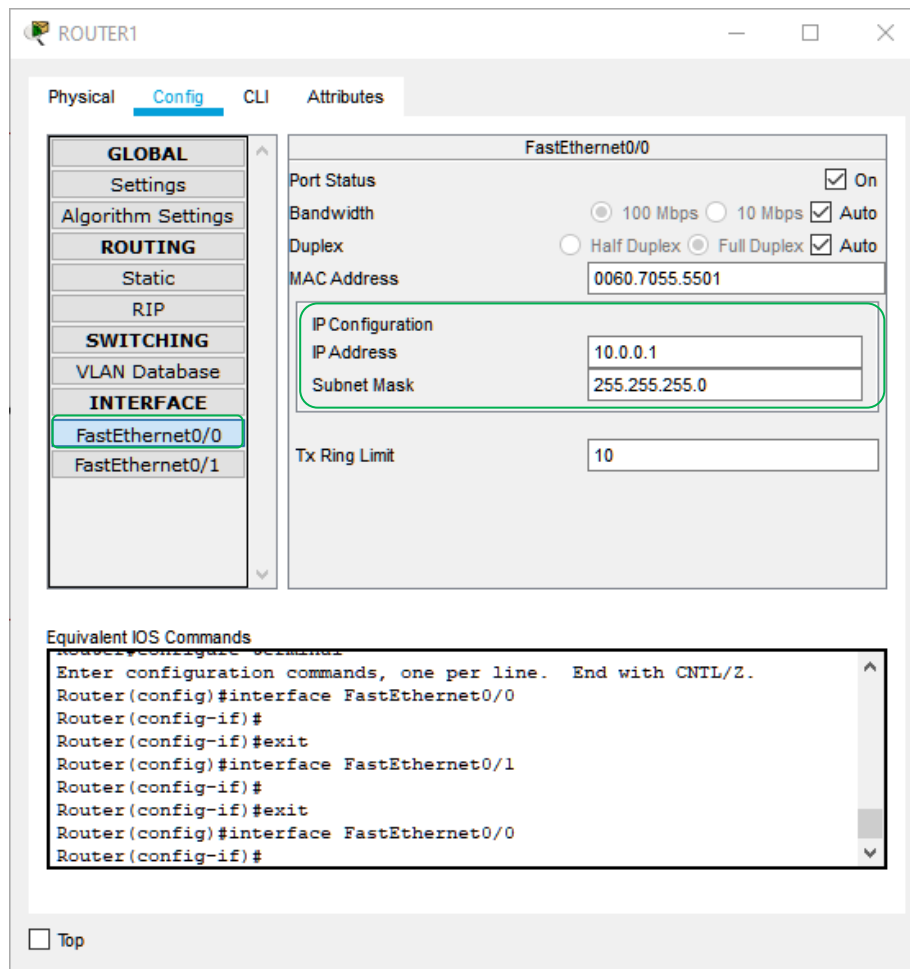 ROUTER1
Physical Config CLI Attributes
GLOBAL
Settings
Algorithm Settings
ROUTING
Static
RIP
SWITCHING
VLAN Database
INTERFACE
FastEthernet0/0
FastEthernet0/1
FastEthernet0/0
Port Status On
Bandwidth 100 Mbps 10 Mbps Auto
Duplex Half Duplex Full Duplex Auto
MAC Address 0060.7055.5501
IP Configuration
IP Address 10.0.0.1
Subnet Mask 255.255.255.0
Tx Ring Limit 10
Equivalent IOS Commands
Router#configure terminal
Enter configuration commands, one per line. End with CNTL/Z.
Router(config)#interface FastEthernet0/0
Router(config-if)#
Router(config-if)#exit
Router(config)#interface FastEthernet0/1
Router(config-if)#
Router(config-if)#exit
Router(config)#interface FastEthernet0/0
Router(config-if)#
Top